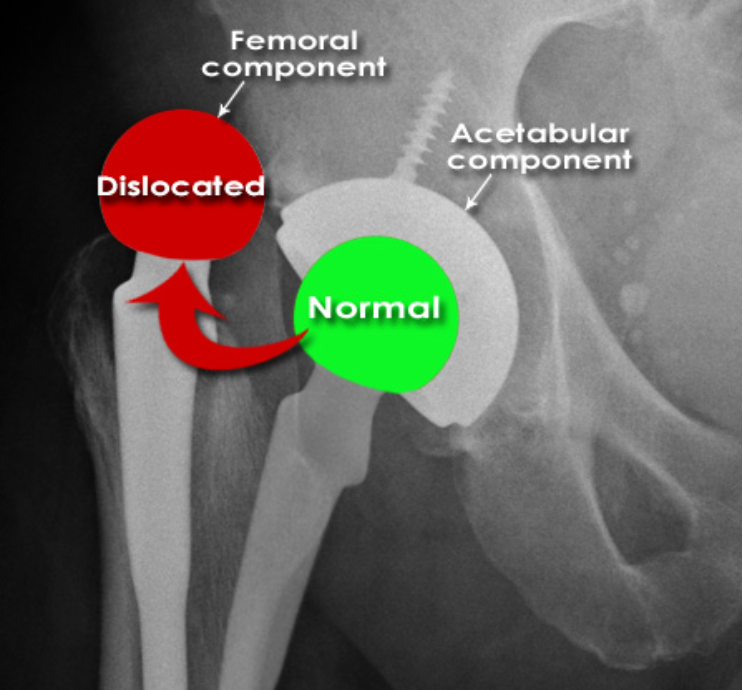 Femoral
component
Acetabular
component
Dislocated
Normal